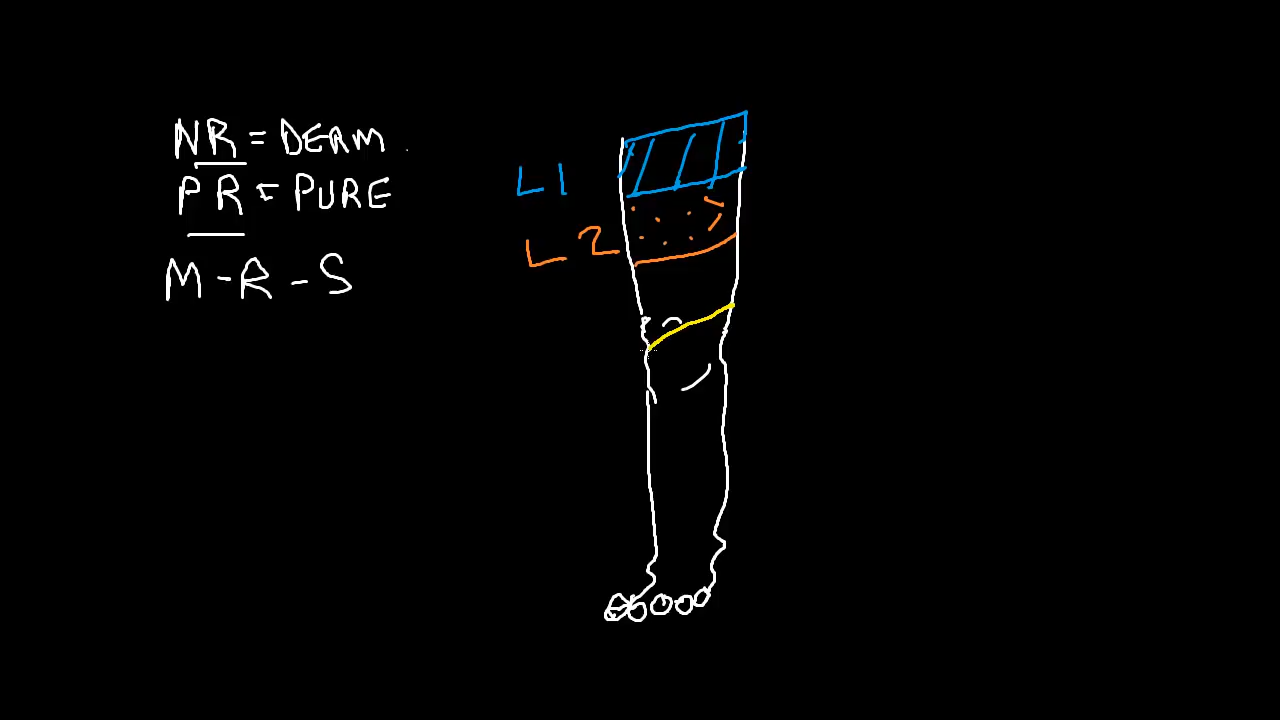 NR = DERM
PR = PURE
M - R - S
L1
L2